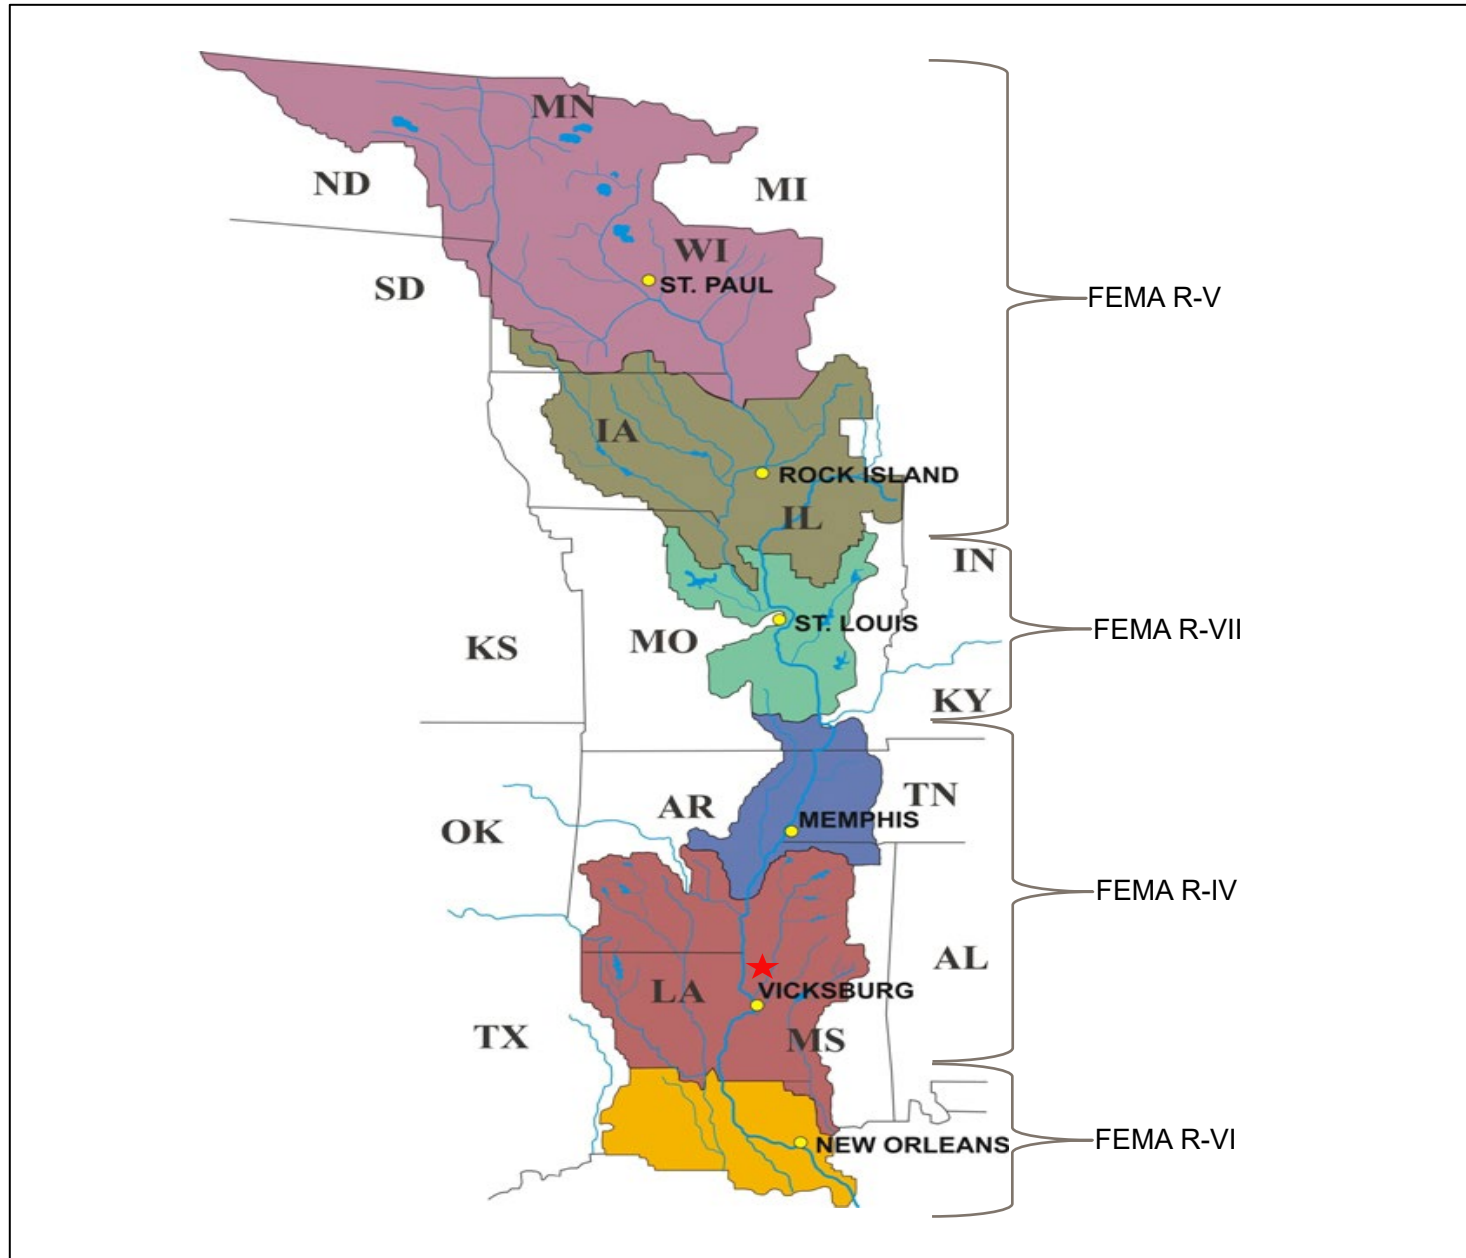 MN
ND
MI
WI
SD
ST. PAUL
FEMA R-V
IA
ROCK ISLAND
IL
IN
ST. LOUIS
FEMA R-VII
MO
KS
KY
TN
AR
MEMPHIS
OK
FEMA R-IV
AL
LA
VICKSBURG
TX
MS
NEW ORLEANS
FEMA R-VI